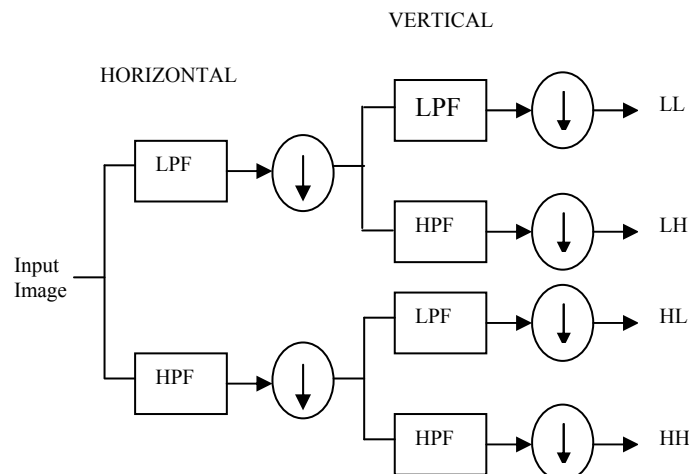 VERTICAL
HORIZONTAL
LPF
LL
LPF
HPF
LH
Input
Image
LPF
HL
HPF
HPF
HH